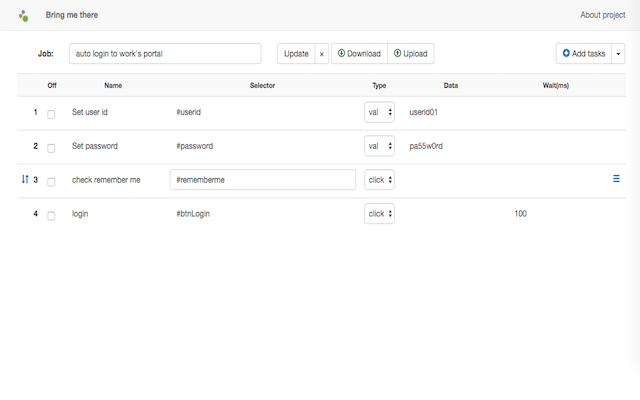 Bring me there About project
Job: auto login to work's portal Update × Download Upload Add tasks
Off Name Selector Type Data Wait(ms)
1 Set user id #userid val userid01
2 Set password #password val pa55w0rd
3 check remember me #rememberme click
4 login #btnLogin click 100